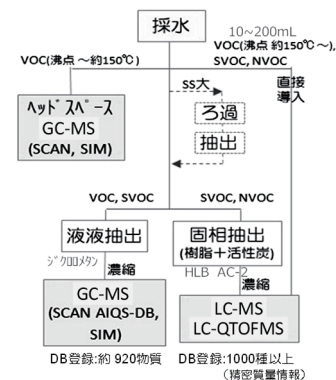 採水
10~200mL
VOC(沸点 ～約150℃)
VOC(沸点 約150℃～),
SVOC, NVOC
直接
導入
ss大
ろ過
抽出
ﾍｯﾄﾞｽﾍﾟｰｽ
GC-MS
(SCAN, SIM)
VOC, SVOC
SVOC, NVOC
液液抽出
ｼﾞｸﾛﾛﾒﾀﾝ
濃縮
固相抽出
(樹脂＋活性炭)
HLB AC-2
濃縮
GC-MS
(SCAN AIQS-DB,
SIM)
LC-MS
LC-QTOFMS
DB登録:約 920物質
DB登録:1000種以上
（精密質量情報）